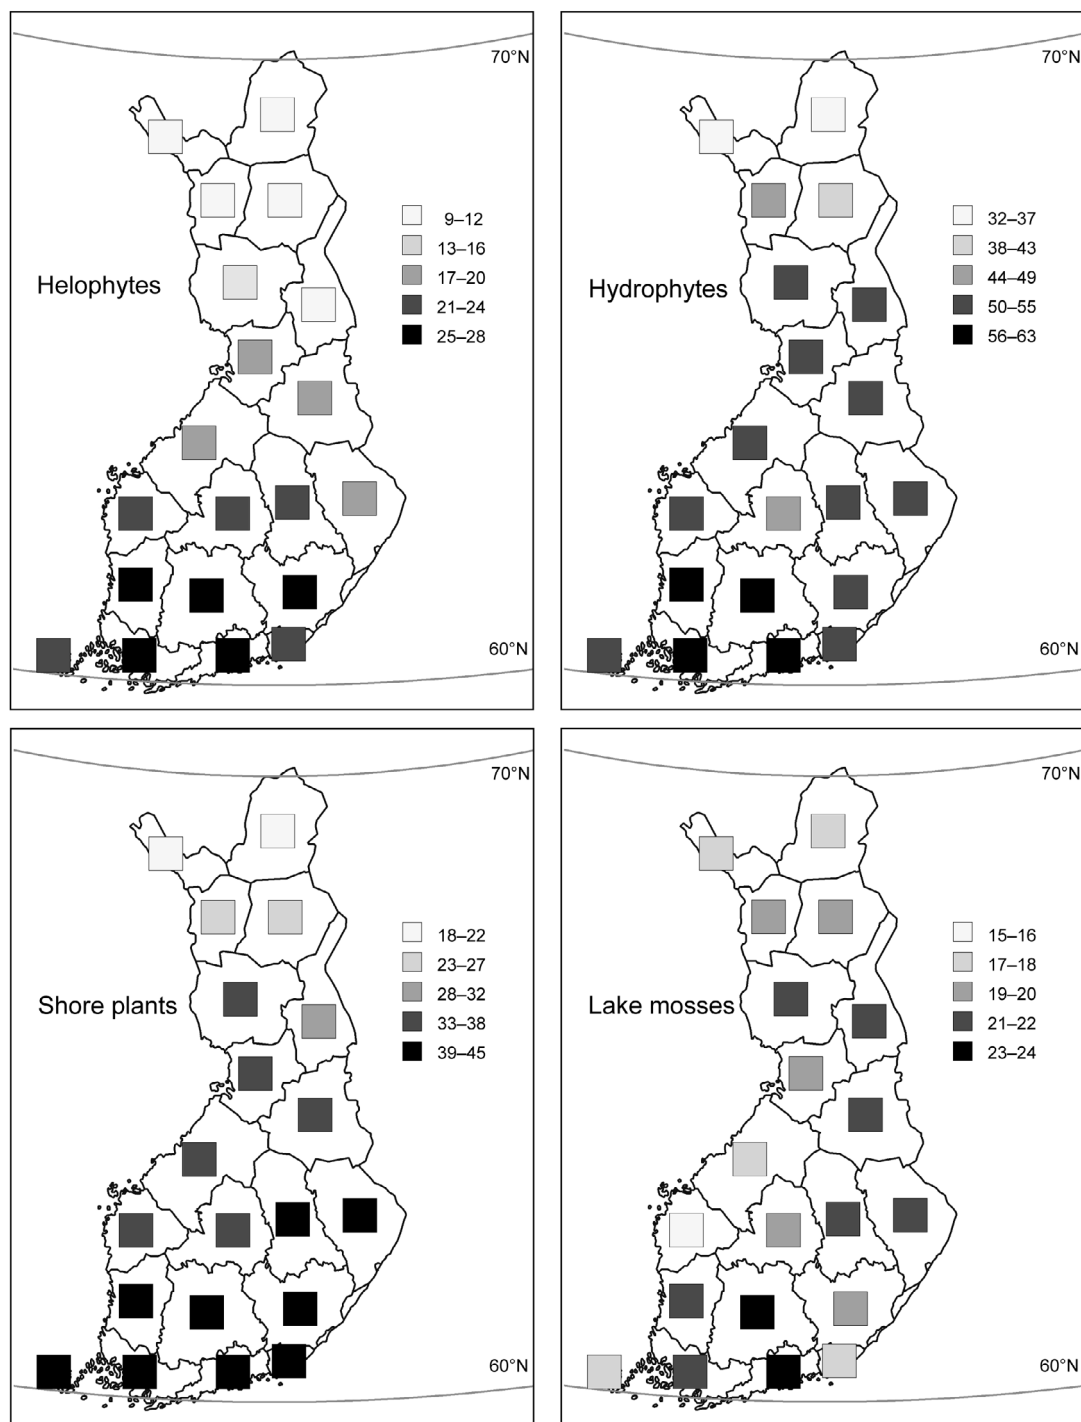 70°N
Helophytes
9–12
13–16
17–20
21–24
25–28
60°N
70°N
Hydrophytes
32–37
38–43
44–49
50–55
56–63
60°N
70°N
Shore plants
18–22
23–27
28–32
33–38
39–45
60°N
70°N
Lake mosses
15–16
17–18
19–20
21–22
23–24
60°N